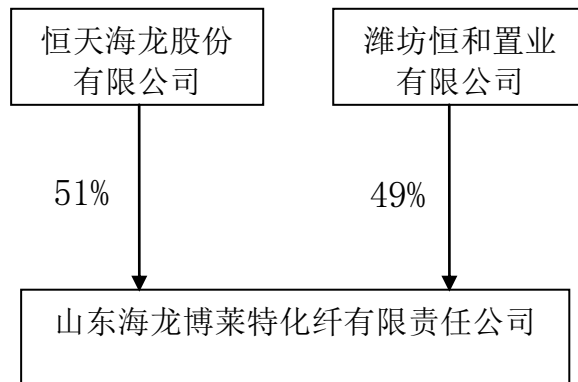 恒天海龙股份
有限公司
潍坊恒和置业
有限公司
51%
49%
山东海龙博莱特化纤有限责任公司